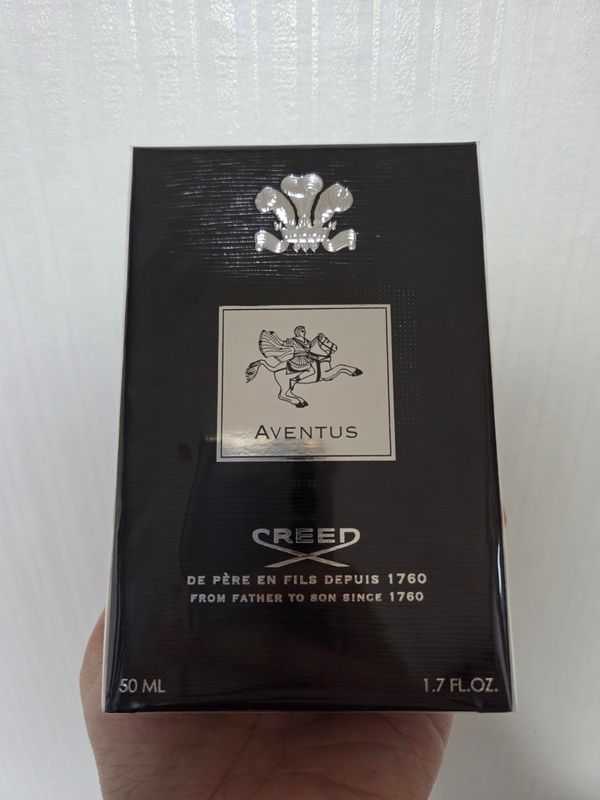 AVENTUS
CREED
DE PÈRE EN FILS DEPUIS 1760
FROM FATHER TO SON SINCE 1760
50 ML 1.7 FL.OZ.